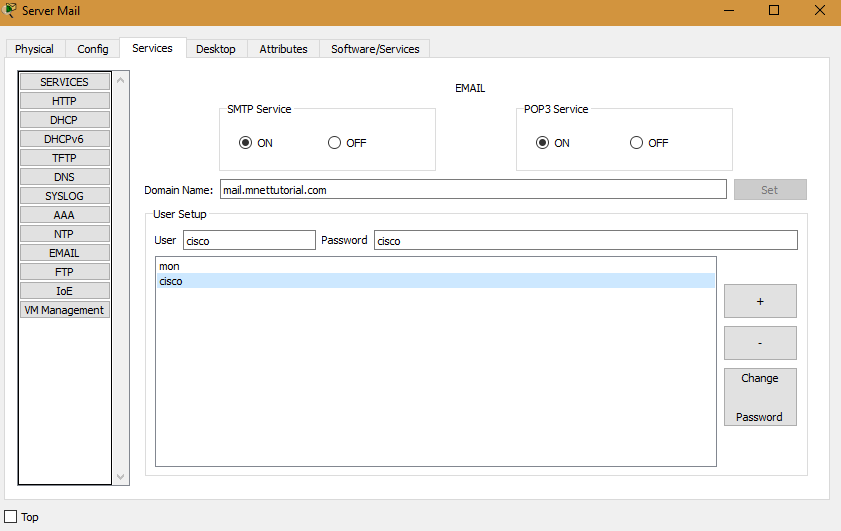 Server Mail
Physical Config Services Desktop Attributes Software/Services
SERVICES
HTTP
DHCP
DHCPv6
TFTP
DNS
SYSLOG
AAA
NTP
EMAIL
FTP
IoE
VM Management
EMAIL
SMTP Service
ON OFF
POP3 Service
ON OFF
Domain Name: mail.mnettutorial.com Set
User Setup
User cisco Password cisco
mon
cisco
+
-
Change
Password
Top